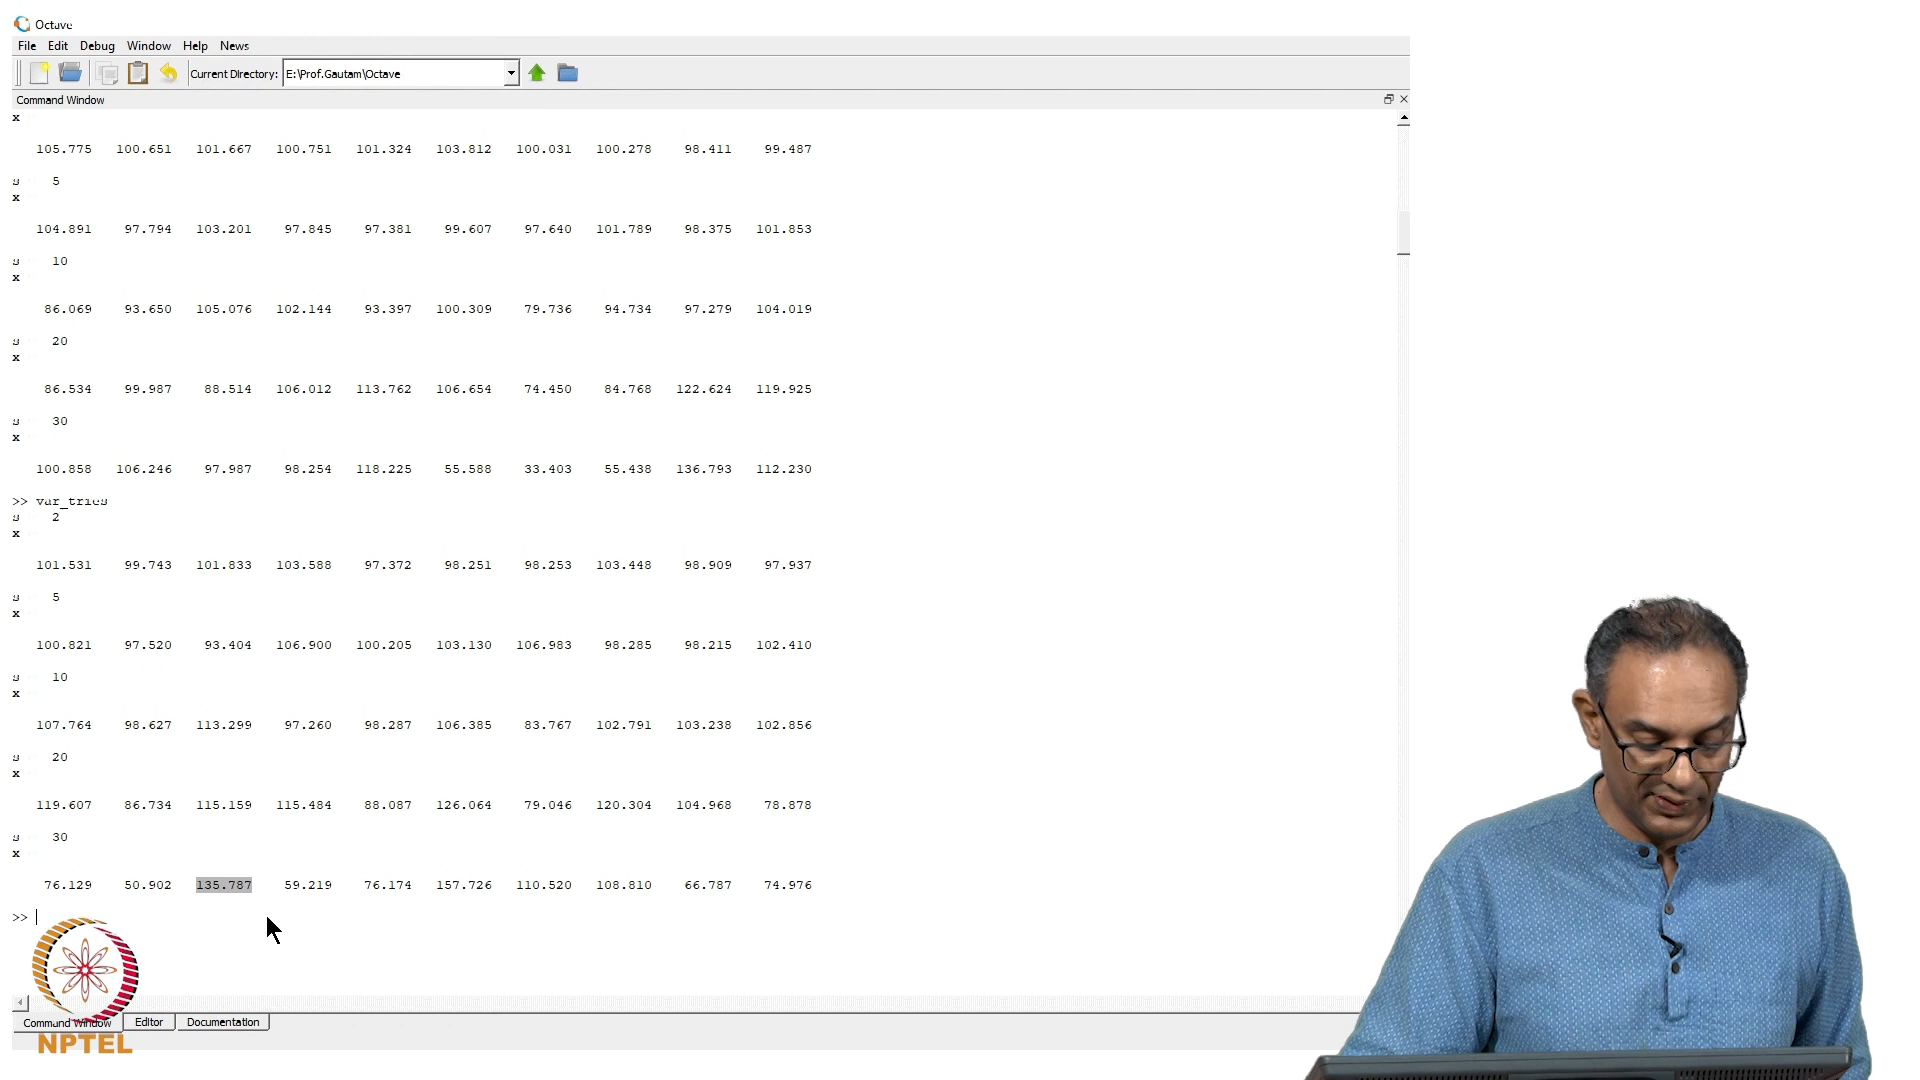 Octave
File Edit Debug Window Help News
Current Directory: E:\Prof.Gautam\Octave
Command Window
x
105.775 100.651 101.667 100.751 101.324 103.812 100.031 100.278 98.411 99.487
s 5
x
104.891 97.794 103.201 97.845 97.381 99.607 97.640 101.789 98.375 101.853
s 10
x
86.069 93.650 105.076 102.144 93.397 100.309 79.736 94.734 97.279 104.019
s 20
x
86.534 99.987 88.514 106.012 113.762 106.654 74.450 84.768 122.624 119.925
s 30
x
100.858 106.246 97.987 98.254 118.225 55.588 33.403 55.438 136.793 112.230
>> var_tries
s 2
x
101.531 99.743 101.833 103.588 97.372 98.251 98.253 103.448 98.909 97.937
s 5
x
100.821 97.520 93.404 106.900 100.205 103.130 106.983 98.285 98.215 102.410
s 10
x
107.764 98.627 113.299 97.260 98.287 106.385 83.767 102.791 103.238 102.856
s 20
x
119.607 86.734 115.159 115.484 88.087 126.064 79.046 120.304 104.968 78.878
s 30
x
76.129 50.902 135.787 59.219 76.174 157.726 110.520 108.810 66.787 74.976
>>
Command Window Editor Documentation
NPTEL